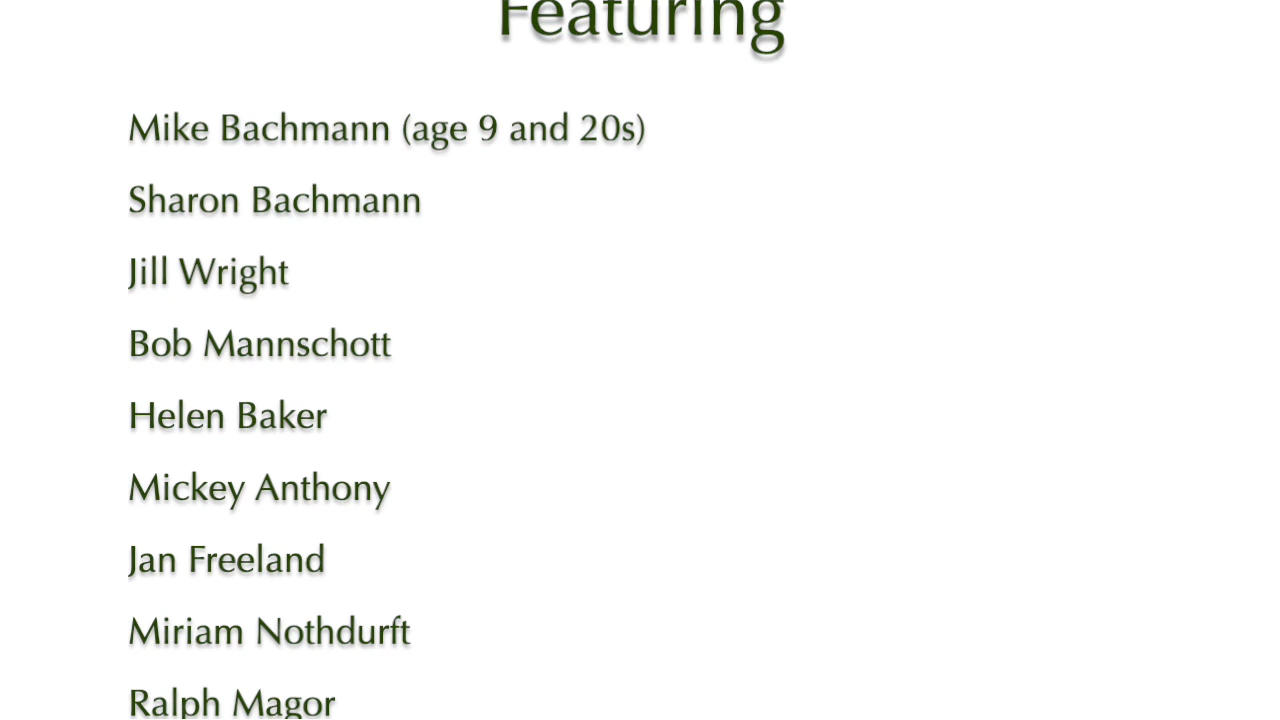 Featuring
Mike Bachmann (age 9 and 20s)
Sharon Bachmann
Jill Wright
Bob Mannschott
Helen Baker
Mickey Anthony
Jan Freeland
Miriam Nothdurft
Ralph Magor